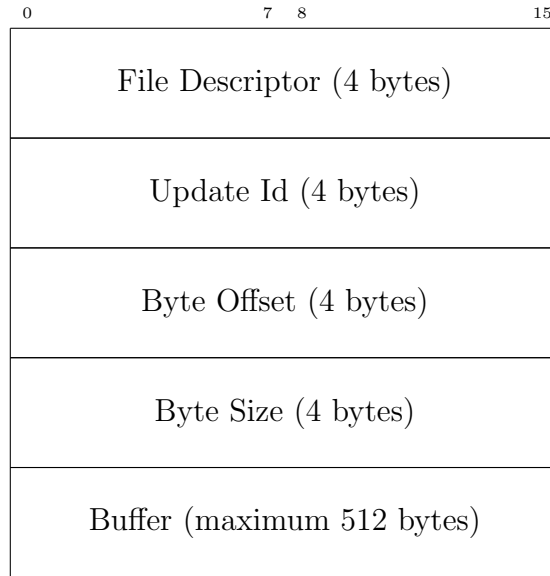 0 7 8 15
File Descriptor (4 bytes)
Update Id (4 bytes)
Byte Offset (4 bytes)
Byte Size (4 bytes)
Buffer (maximum 512 bytes)